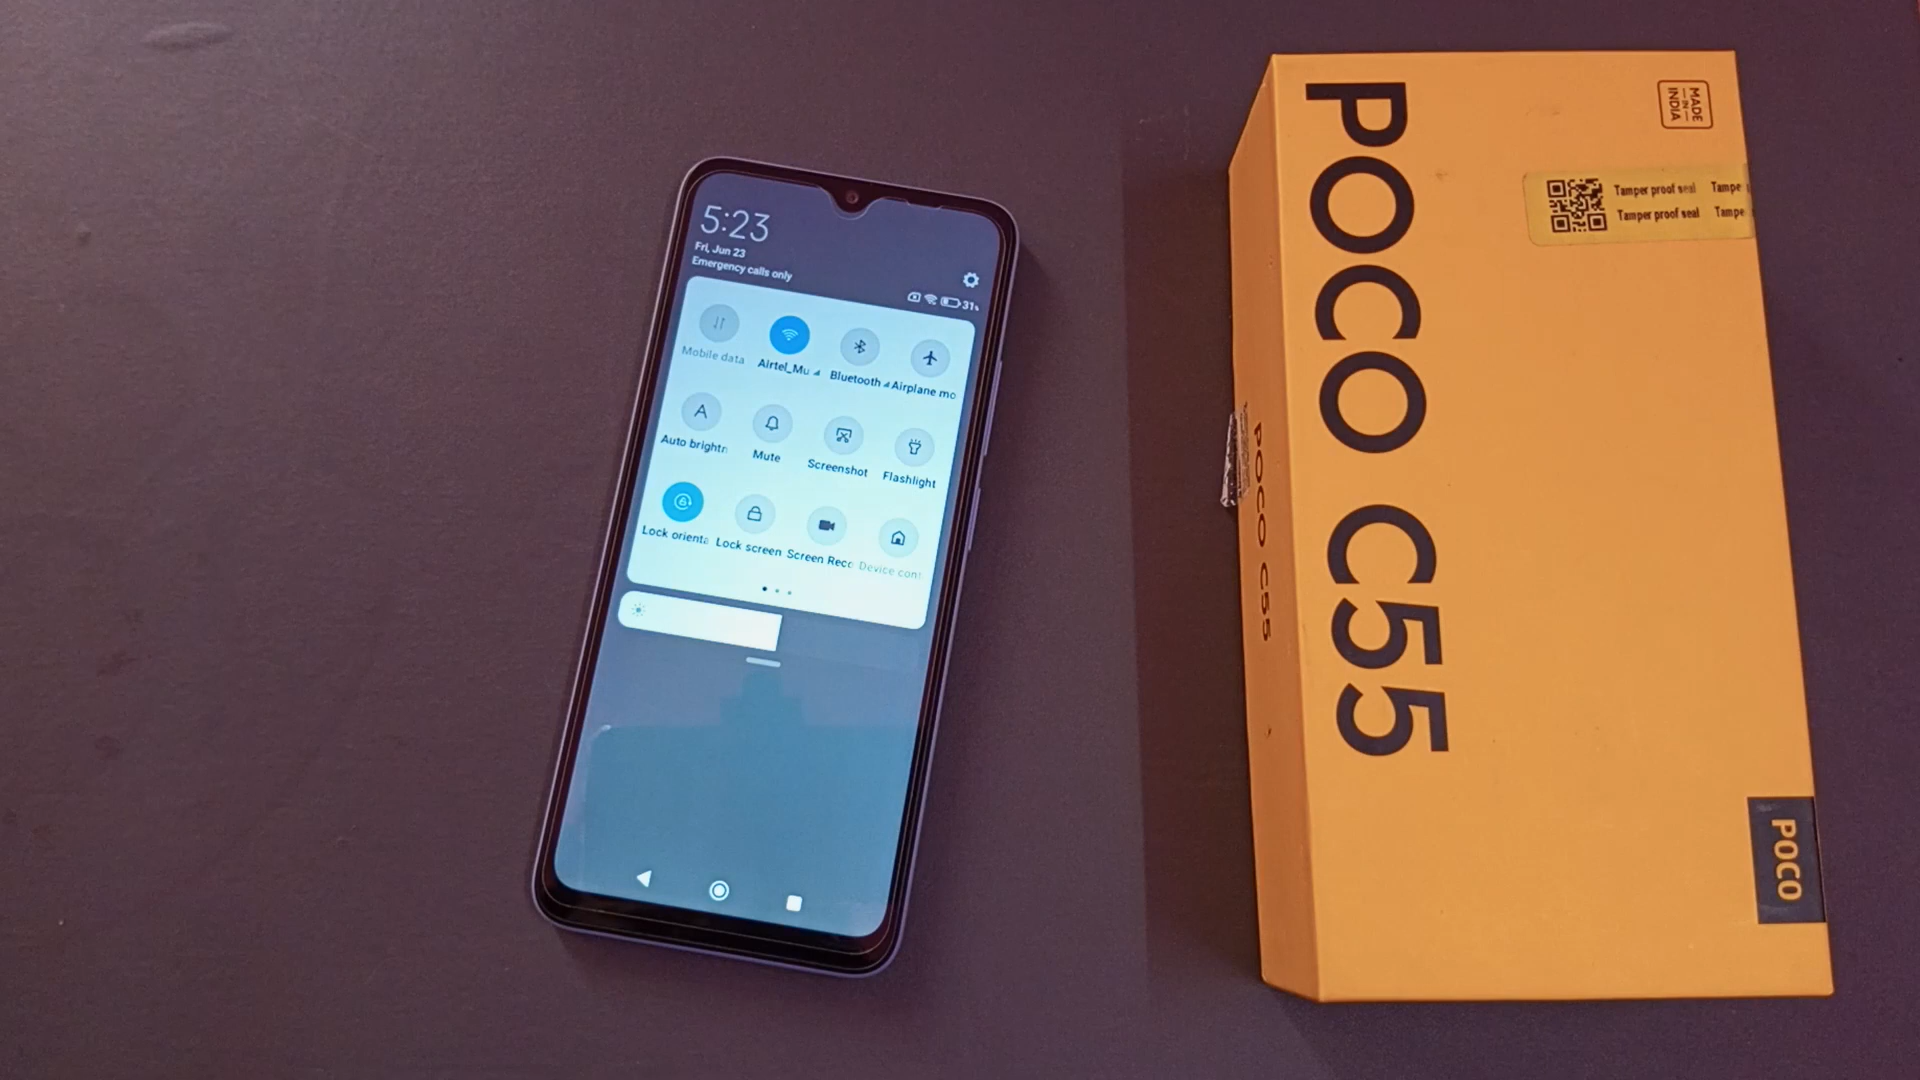 5:23
Fri, Jun 23
Emergency calls only
31%
Mobile data
Airtel_Mu
Bluetooth
Airplane mo
Auto brightn
Mute
Screenshot
Flashlight
Lock orienta
Lock screen
Screen Reco
Device cont
POCO C55
POCO C55
MADE
IN
INDIA
Tamper proof seal Tampe
Tamper proof seal Tampe
POCO